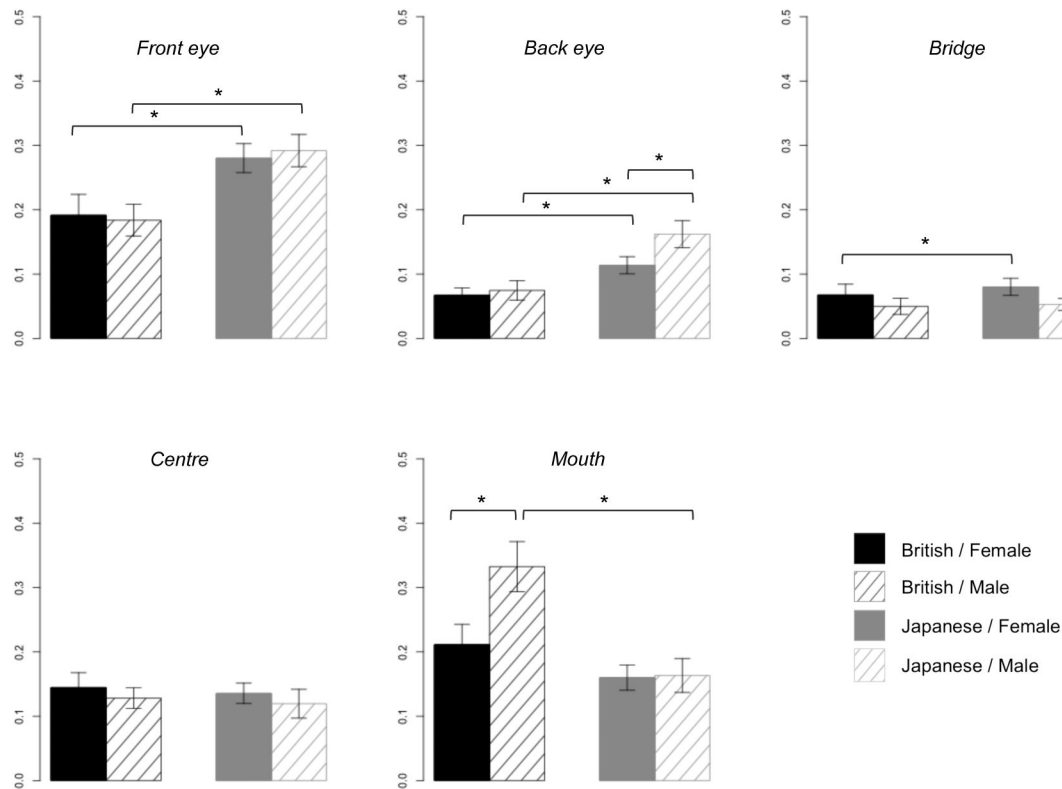 Front eye
0.0 0.1 0.2 0.3 0.4 0.5
*
*
Back eye
0.0 0.1 0.2 0.3 0.4 0.5
*
*
*
Bridge
0.0 0.1 0.2 0.3 0.4 0.5
*
Centre
0.0 0.1 0.2 0.3 0.4 0.5
Mouth
0.0 0.1 0.2 0.3 0.4 0.5
* *
British / Female
British / Male
Japanese / Female
Japanese / Male